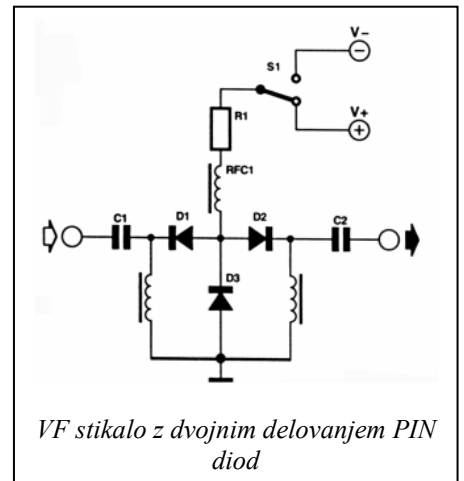 V-
−
S1
V+
+
R1
RFC1
C1 D1 D2 C2
D3
VF stikalo z dvojnim delovanjem PIN
diod